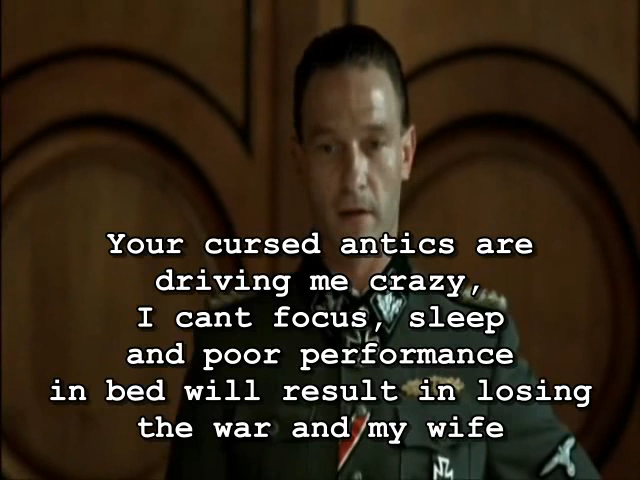 Your cursed antics are
driving me crazy,
I cant focus, sleep
and poor performance
in bed will result in losing
the war and my wife